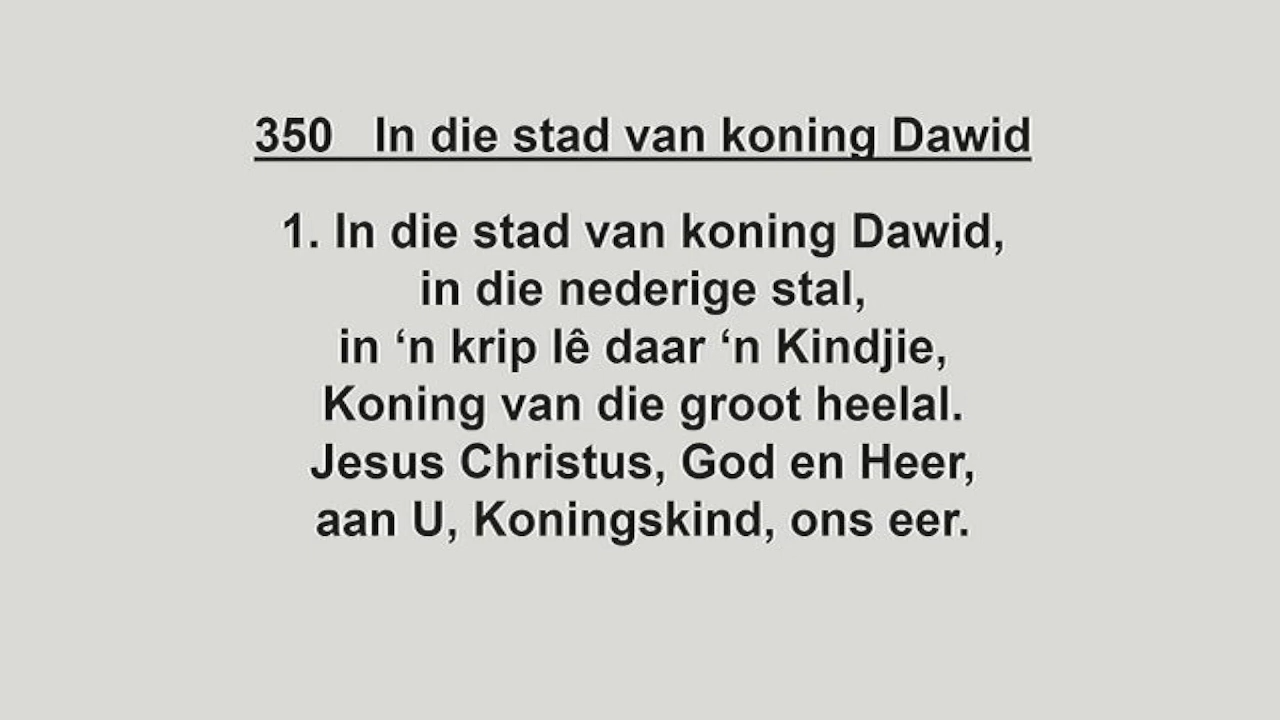 350 In die stad van koning Dawid
1. In die stad van koning Dawid,
in die nederige stal,
in ‘n krip lê daar ‘n Kindjie,
Koning van die groot heelal.
Jesus Christus, God en Heer,
aan U, Koningskind, ons eer.